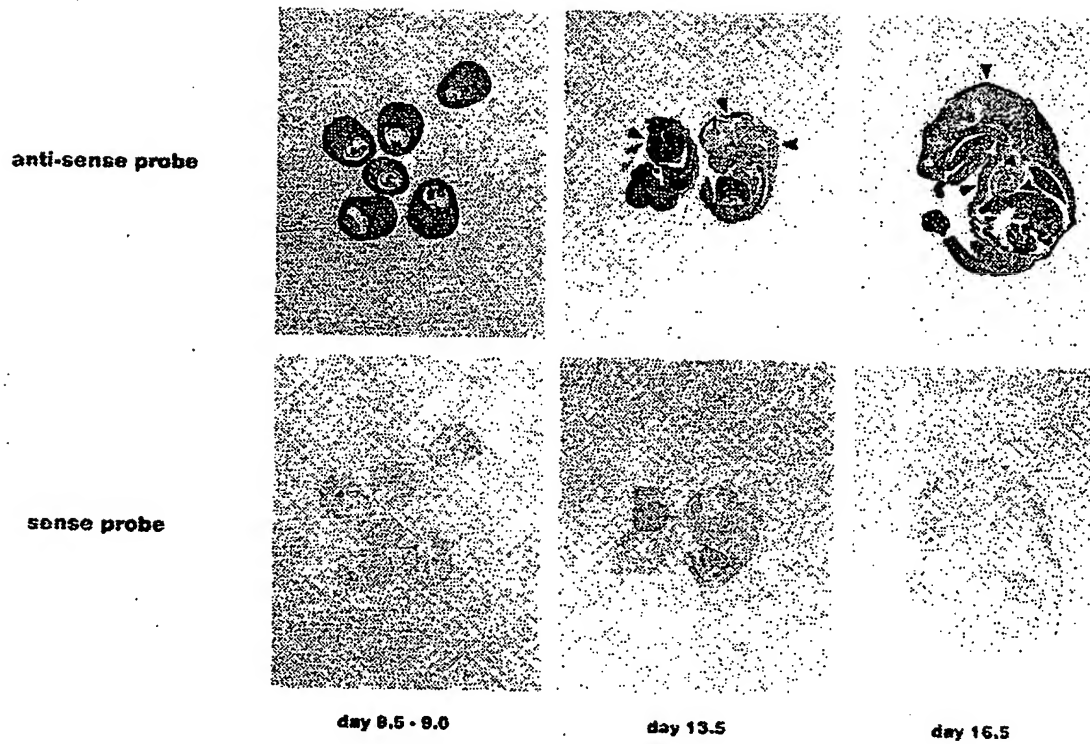 anti-sense probe
sense probe
day 8.5 - 9.0
day 13.5
day 16.5